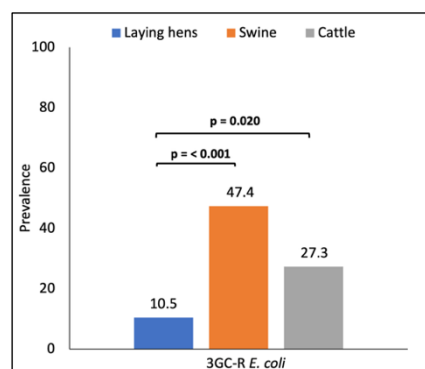 Laying hens Swine Cattle
100
80
60
40
20
0
Prevalence
p = 0.020
p = < 0.001
10.5
47.4
27.3
3GC-R E. coli